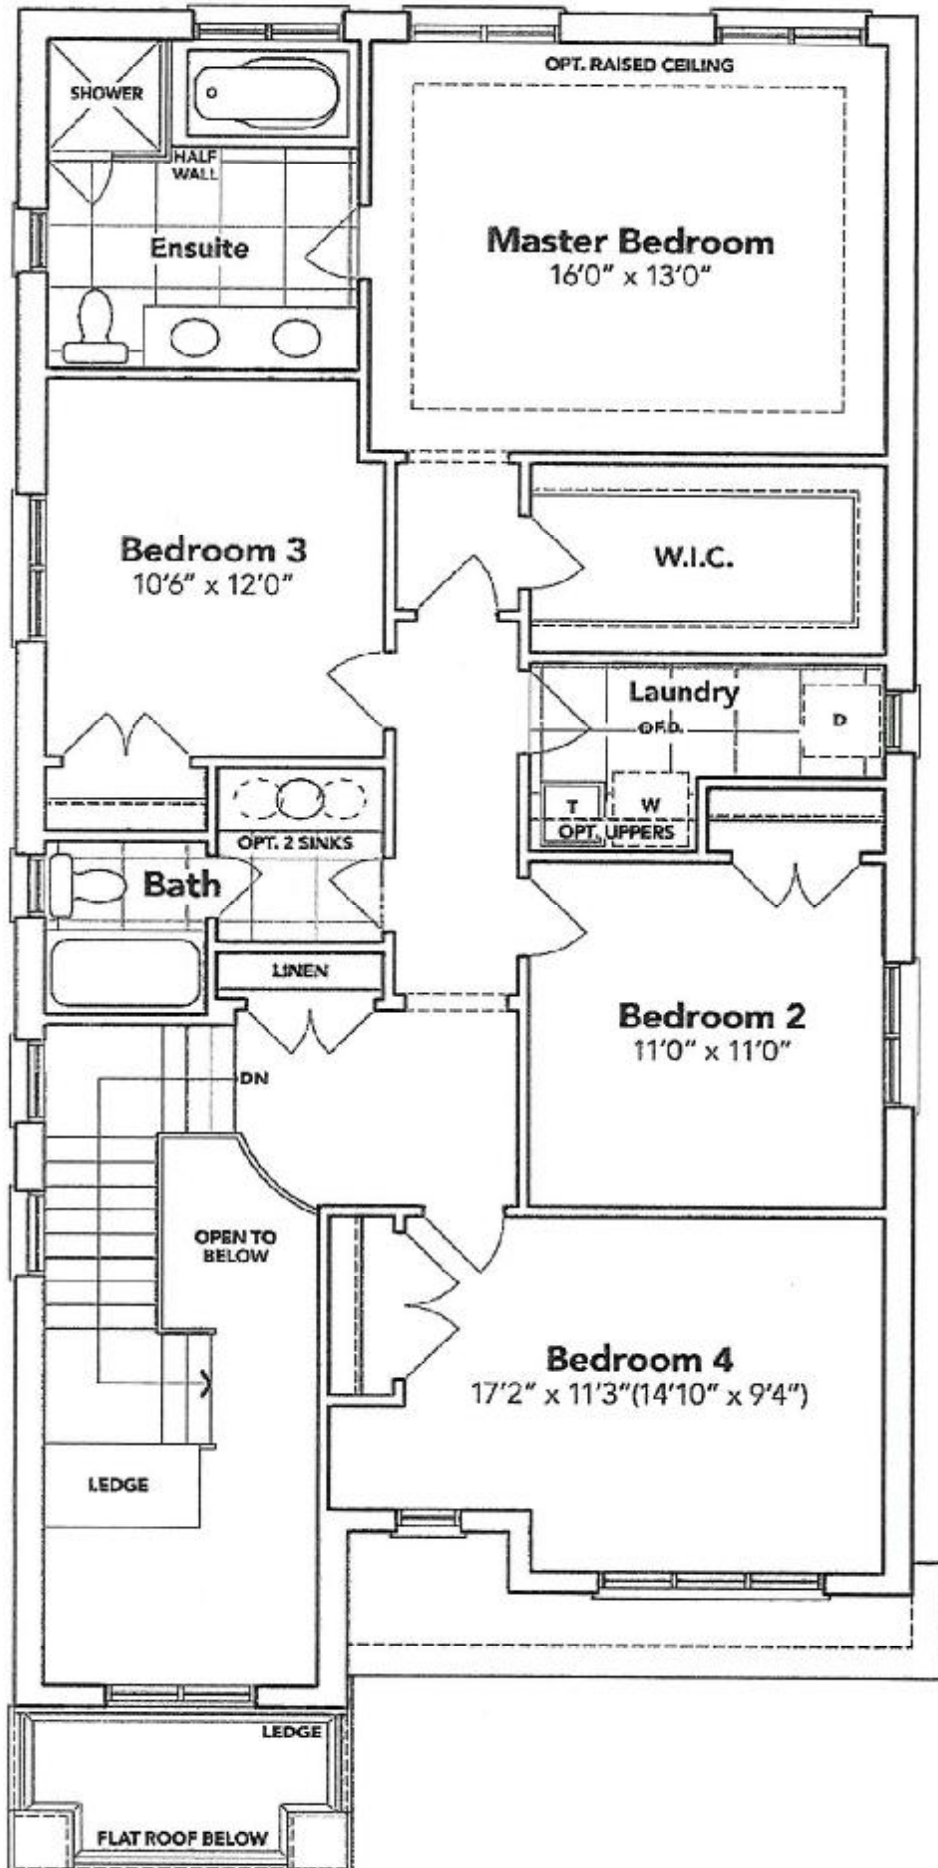 OPT. RAISED CEILING
SHOWER
HALF
WALL
Ensuite
Master Bedroom
16'0" x 13'0"
Bedroom 3
10'6" x 12'0"
W.I.C.
Laundry
F.D.
D
T
W
OPT. UPPERS
OPT. 2 SINKS
Bath
LINEN
Bedroom 2
11'0" x 11'0"
DN
OPEN TO
BELOW
Bedroom 4
17'2" x 11'3"(14'10" x 9'4")
LEDGE
LEDGE
FLAT ROOF BELOW